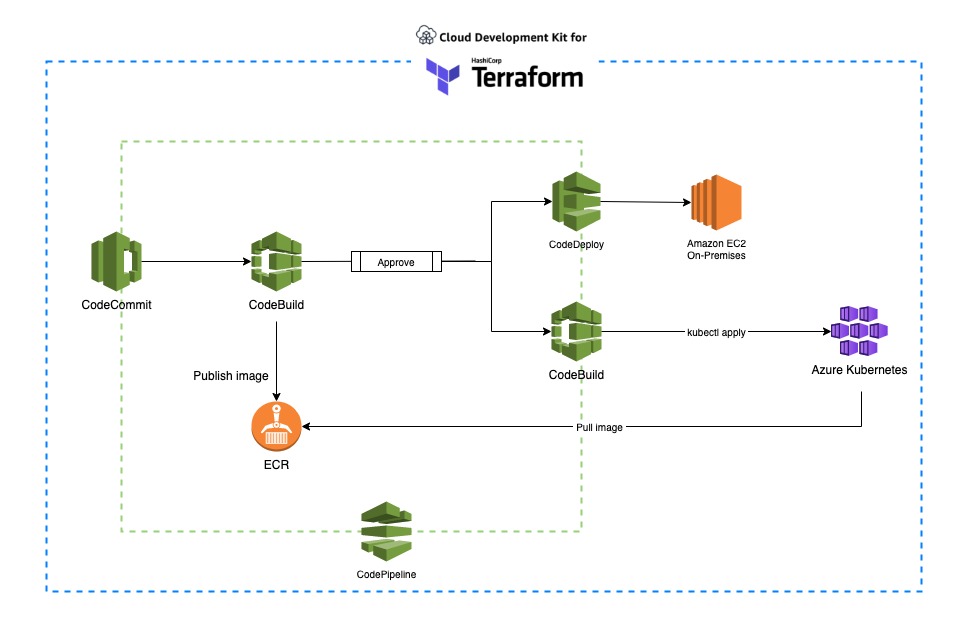 Cloud Development Kit for
HashiCorp
Terraform
CodeCommit
CodeBuild
Approve
CodeDeploy
Amazon EC2
On-Premises
CodeBuild
kubectl apply
Azure Kubernetes
Publish image
Pull image
ECR
CodePipeline